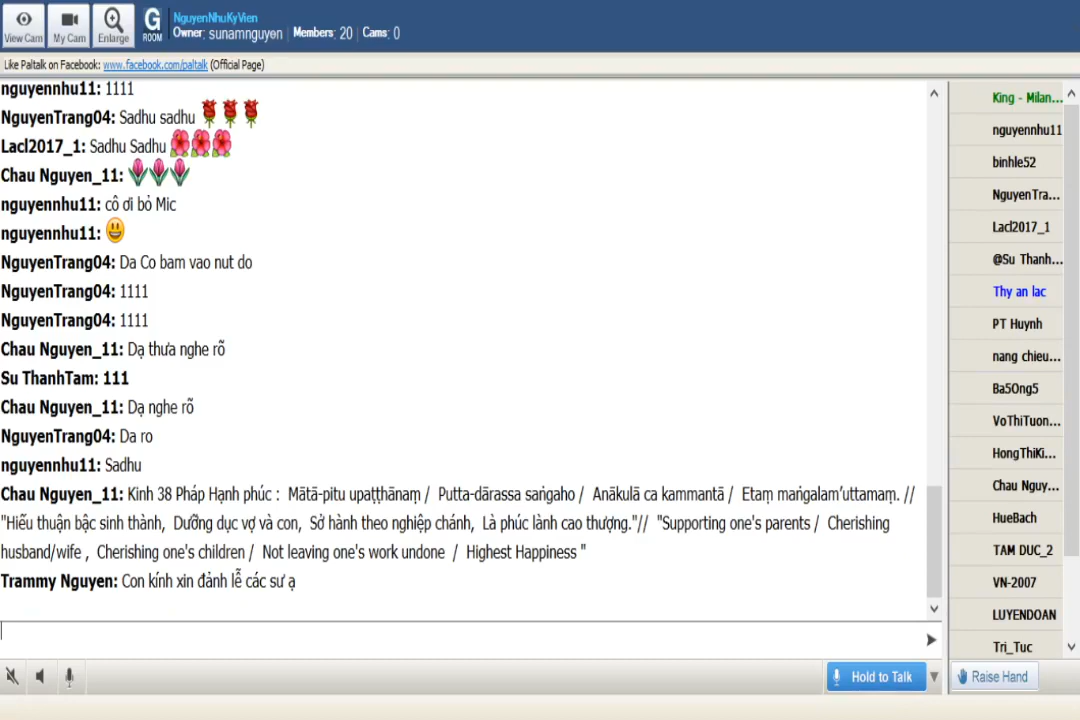 View Cam
My Cam
Enlarge
G
ROOM
NguyenNhuKyVien
Owner: sunamnguyen Members: 20 Cams: 0
Like Paltalk on Facebook: www.facebook.com/paltalk (Official Page)
nguyennhu11: 1111
NguyenTrang04: Sadhu sadhu
Lacl2017_1: Sadhu Sadhu
Chau Nguyen_11:
nguyennhu11: cô ơi bỏ Mic
nguyennhu11:
NguyenTrang04: Da Co bam vao nut do
NguyenTrang04: 1111
NguyenTrang04: 1111
Chau Nguyen_11: Dạ thưa nghe rõ
Su ThanhTam: 111
Chau Nguyen_11: Dạ nghe rõ
NguyenTrang04: Da ro
nguyennhu11: Sadhu
Chau Nguyen_11: Kinh 38 Pháp Hạnh phúc : Mātā-pitu upaṭṭhānaṃ / Putta-dārassa saṅgaho / Anākulā ca kammantā / Etaṃ maṅgalam’uttamaṃ. //
"Hiếu thuận bậc sinh thành, Dưỡng dục vợ và con, Sở hành theo nghiệp chánh, Là phúc lành cao thượng."// "Supporting one's parents / Cherishing
husband/wife , Cherishing one's children / Not leaving one's work undone / Highest Happiness "
Trammy Nguyen: Con kính xin đảnh lễ các sư ạ
King - Milan...
nguyennhu11
binhle52
NguyenTra...
Lacl2017_1
@Su Thanh...
Thy an lac
PT Huynh
nang chieu...
Ba5Ong5
VoThiTuon...
HongThiKi...
Chau Nguy...
HueBach
TAM DUC_2
VN-2007
LUYENDOAN
Tri_Tuc
Hold to Talk
Raise Hand